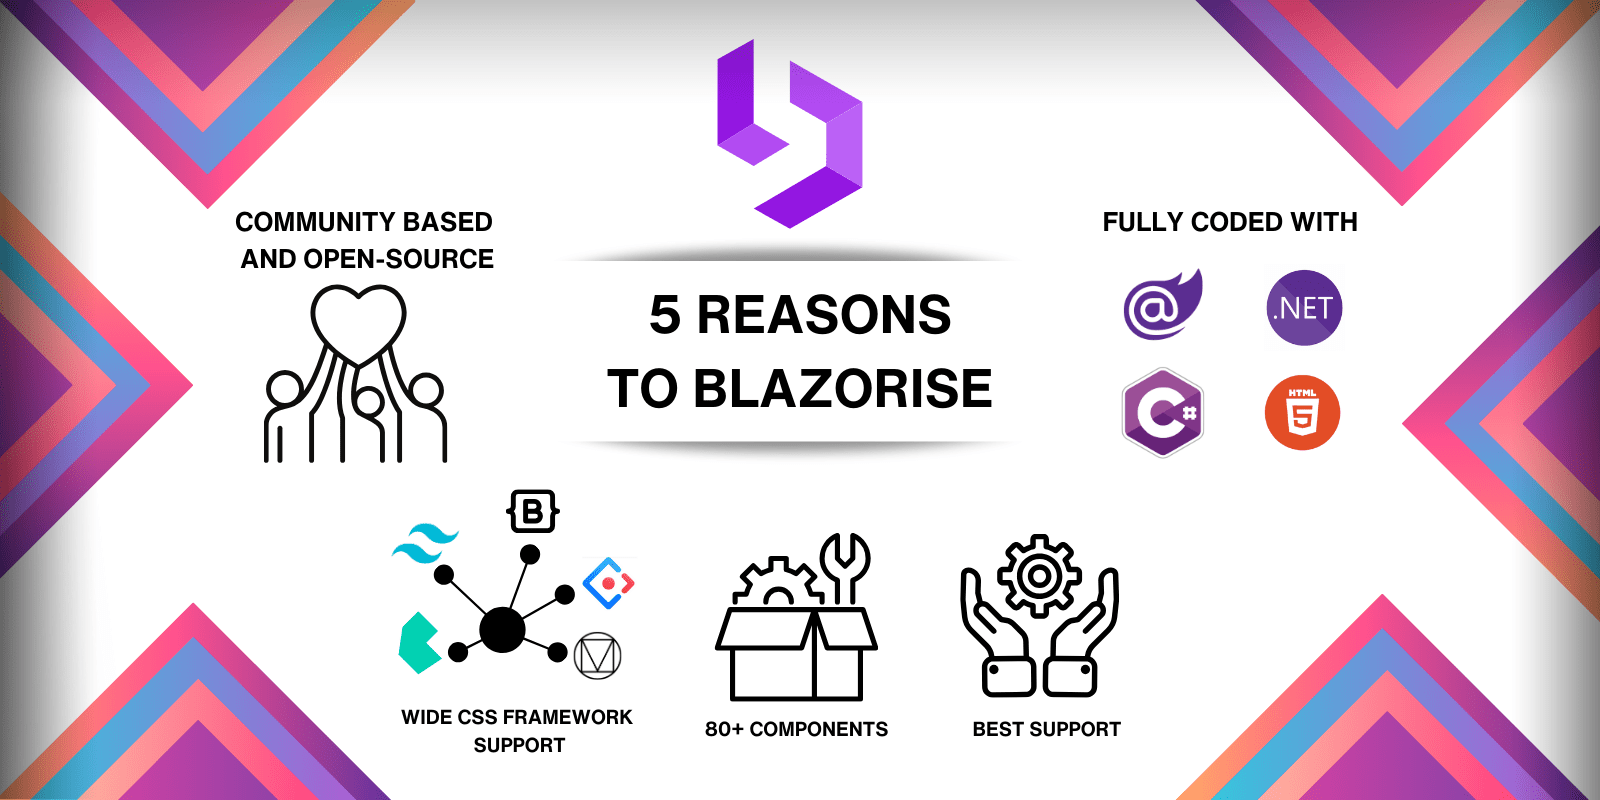 5 REASONS
TO BLAZORISE
COMMUNITY BASED
AND OPEN-SOURCE
FULLY CODED WITH
@
.NET
C#
HTML
5
B
WIDE CSS FRAMEWORK
SUPPORT
80+ COMPONENTS
BEST SUPPORT